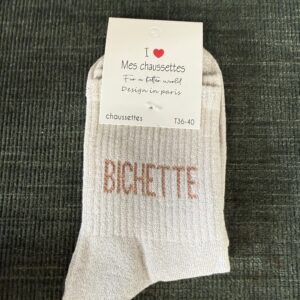 I ❤ 
Mes chaussettes
For a better world
Design in paris
chaussettes T36-40
BICHETTE